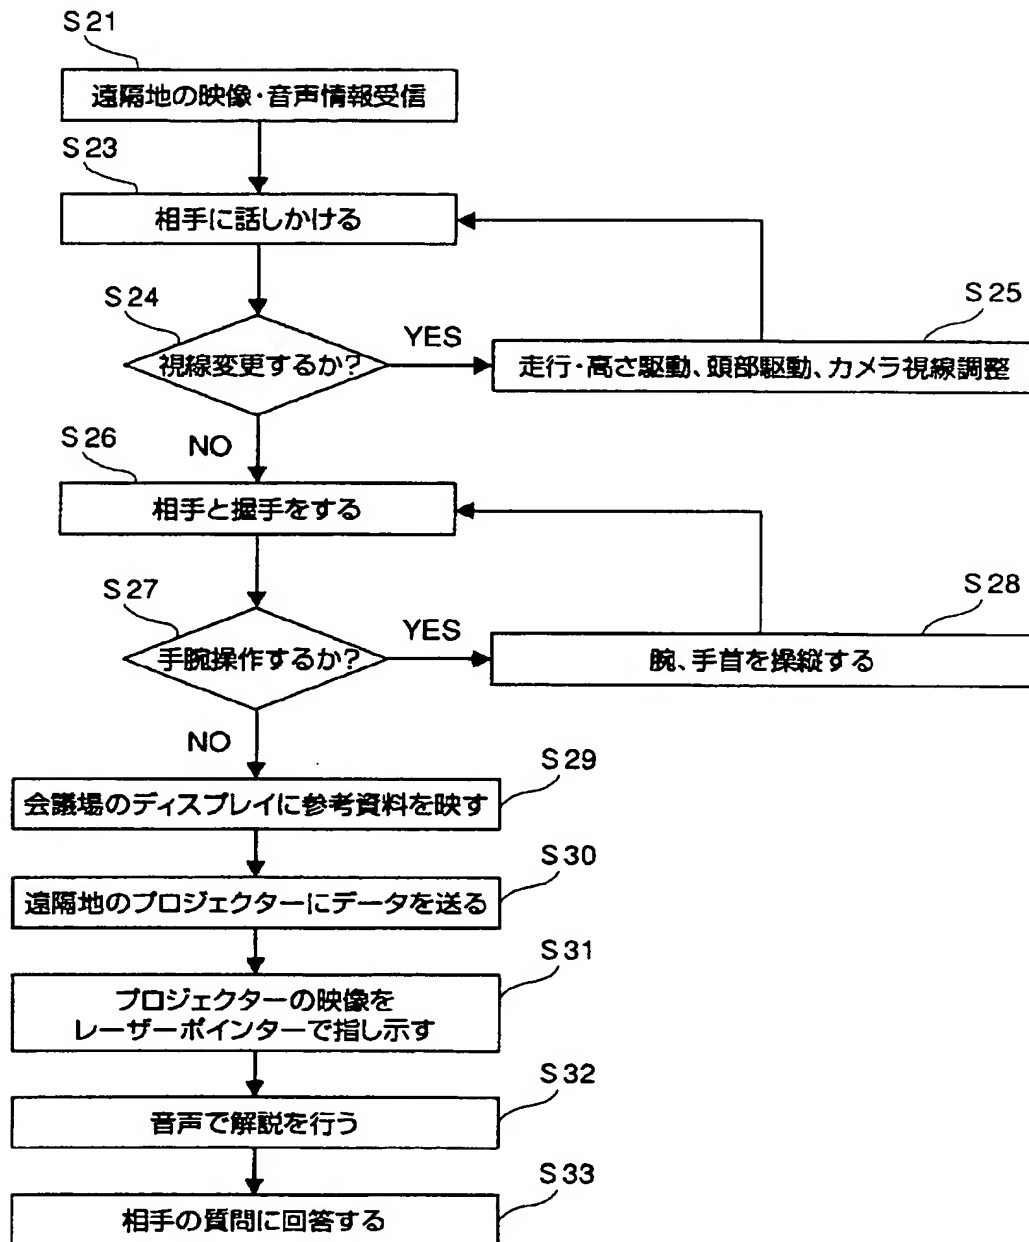 S21
遠隔地の映像・音声情報受信
S23
相手に話しかける
S24
視線変更するか?
YES
S25
走行・高さ駆動、頭部駆動、カメラ視線調整
NO
S26
相手と握手をする
S27
手腕操作するか?
YES
S28
腕、手首を操縦する
NO
S29
会議場のディスプレイに参考資料を映す
S30
遠隔地のプロジェクターにデータを送る
S31
プロジェクターの映像を
レーザーポインターで指し示す
S32
音声で解説を行う
S33
相手の質問に回答する